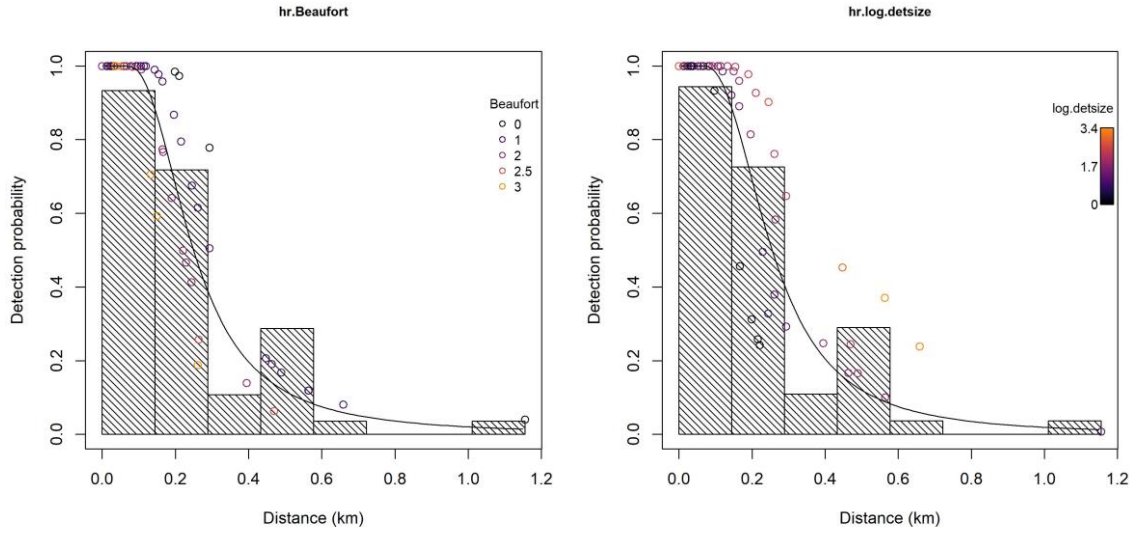 hr.Beaufort
Detection probability
1.0
0.8
0.6
0.4
0.2
0.0
Beaufort
0
1
2
2.5
3
0.0 0.2 0.4 0.6 0.8 1.0 1.2
Distance (km)
hr.log.detsize
Detection probability
1.0
0.8
0.6
0.4
0.2
0.0
log.detsize
3.4
1.7
0
0.0 0.2 0.4 0.6 0.8 1.0 1.2
Distance (km)